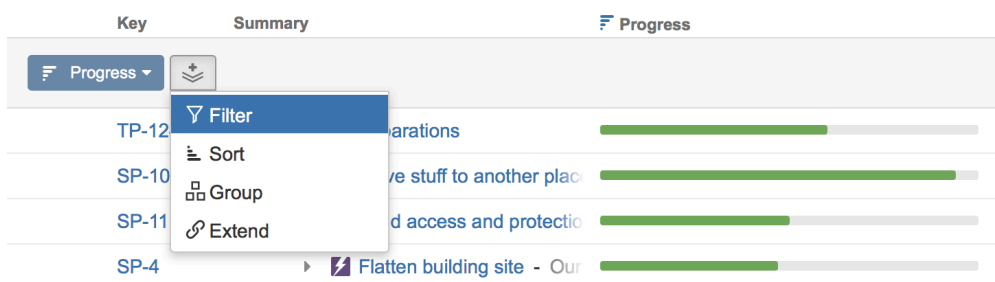 Key Summary Progress
Progress
Filter
TP-12 parations
Sort
SP-10 ve stuff to another plac
Group
SP-11 d access and protectio
Extend
SP-4 Flatten building site - Our